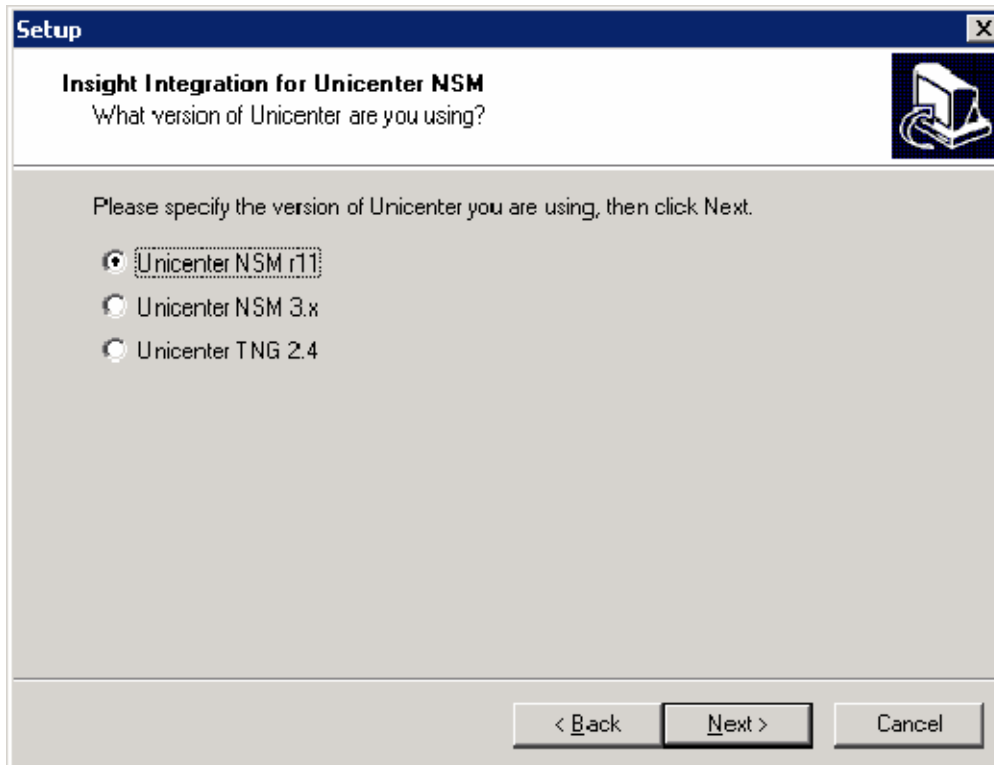 Setup
Insight Integration for Unicenter NSM
What version of Unicenter are you using?
Please specify the version of Unicenter you are using, then click Next.
Unicenter NSM r11
Unicenter NSM 3.x
Unicenter TNG 2.4
< Back
Next >
Cancel